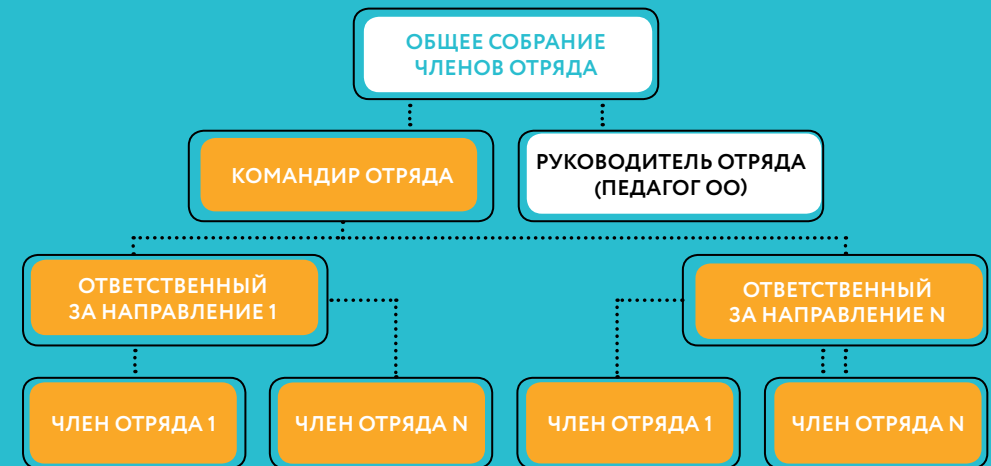 ОБЩЕЕ СОБРАНИЕ
ЧЛЕНОВ ОТРЯДА
КОМАНДИР ОТРЯДА
РУКОВОДИТЕЛЬ ОТРЯДА
(ПЕДАГОГ ОО)
ОТВЕТСТВЕННЫЙ
ЗА НАПРАВЛЕНИЕ 1
ОТВЕТСТВЕННЫЙ
ЗА НАПРАВЛЕНИЕ N
ЧЛЕН ОТРЯДА 1
ЧЛЕН ОТРЯДА N
ЧЛЕН ОТРЯДА 1
ЧЛЕН ОТРЯДА N